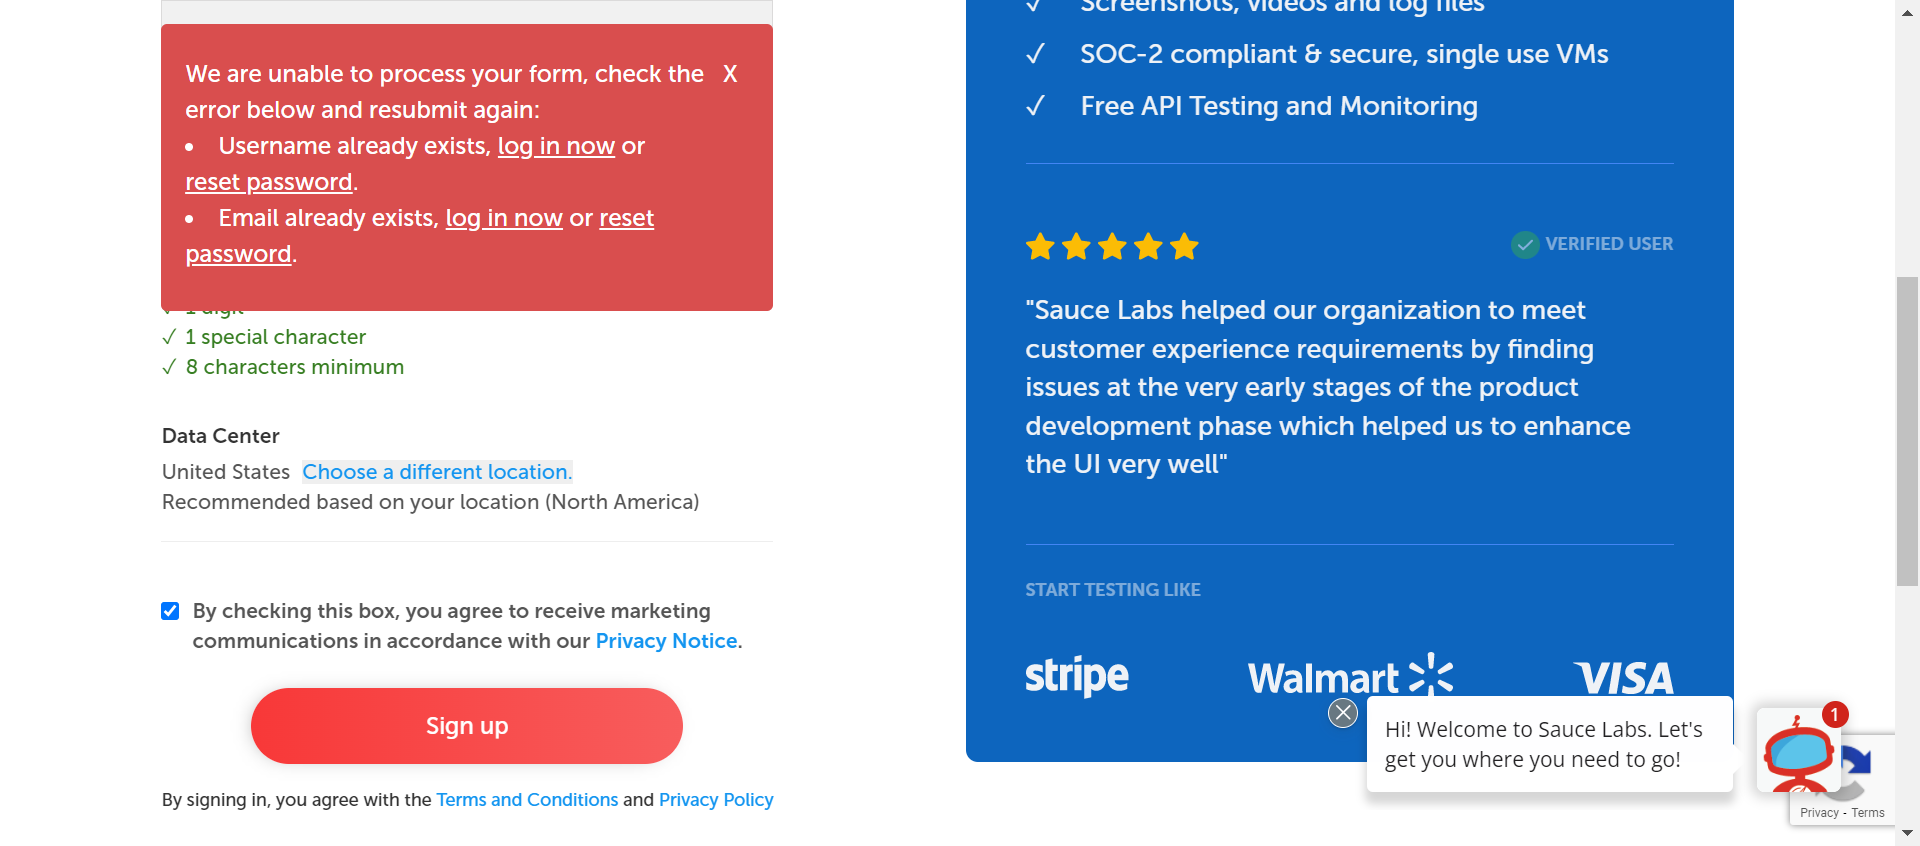 We are unable to process your form, check the X
error below and resubmit again:
• Username already exists, log in now or
reset password.
• Email already exists, log in now or reset
password.
✓ 1 digit
✓ 1 special character
✓ 8 characters minimum
Data Center
United States Choose a different location.
Recommended based on your location (North America)
By checking this box, you agree to receive marketing
communications in accordance with our Privacy Notice.
Sign up
By signing in, you agree with the Terms and Conditions and Privacy Policy
✓ Screenshots, videos and log files
✓ SOC-2 compliant & secure, single use VMs
✓ Free API Testing and Monitoring
VERIFIED USER
"Sauce Labs helped our organization to meet
customer experience requirements by finding
issues at the very early stages of the product
development phase which helped us to enhance
the UI very well"
START TESTING LIKE
stripe
Walmart
VISA
Hi! Welcome to Sauce Labs. Let's
get you where you need to go!
1
Privacy - Terms